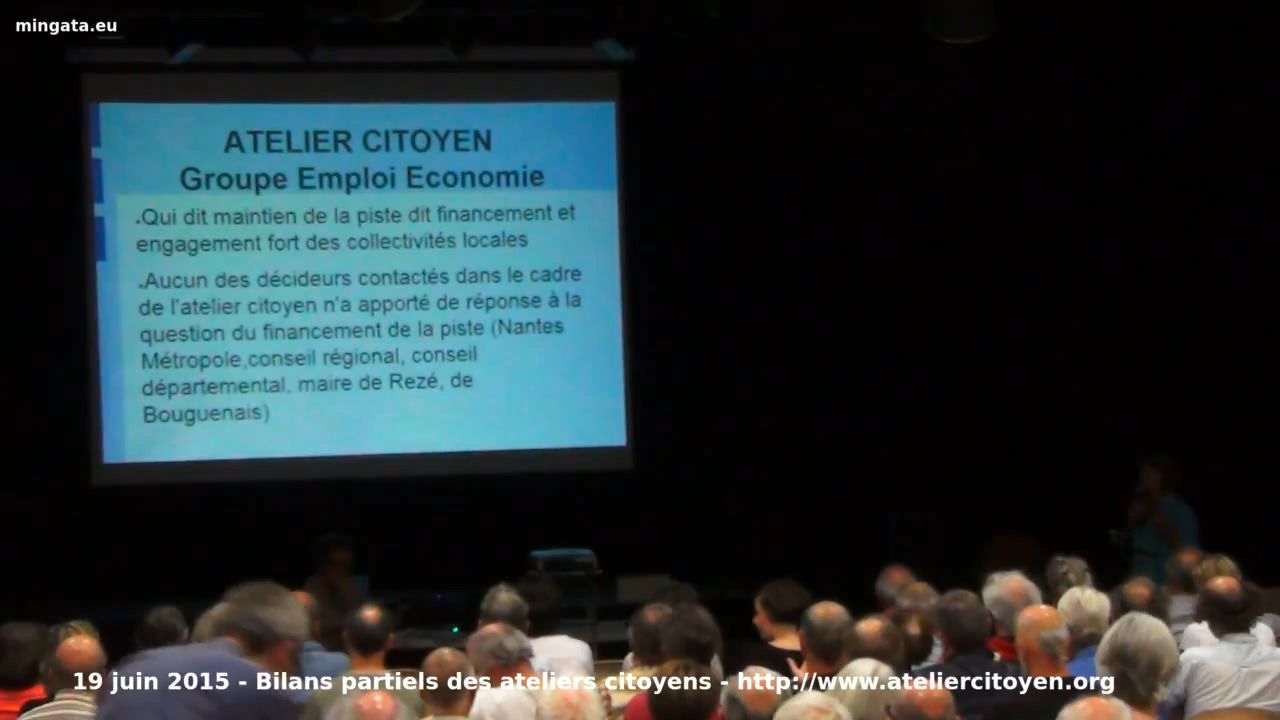 mingata.eu
ATELIER CITOYEN
Groupe Emploi Economie
.Qui dit maintien de la piste dit financement et
engagement fort des collectivités locales
.Aucun des décideurs contactés dans le cadre
de l'atelier citoyen n'a apporté de réponse à la
question du financement de la piste (Nantes
Métropole,conseil régional, conseil
départemental, maire de Rezé, de
Bouguenais)
19 juin 2015 - Bilans partiels des ateliers citoyens - http://www.ateliercitoyen.org